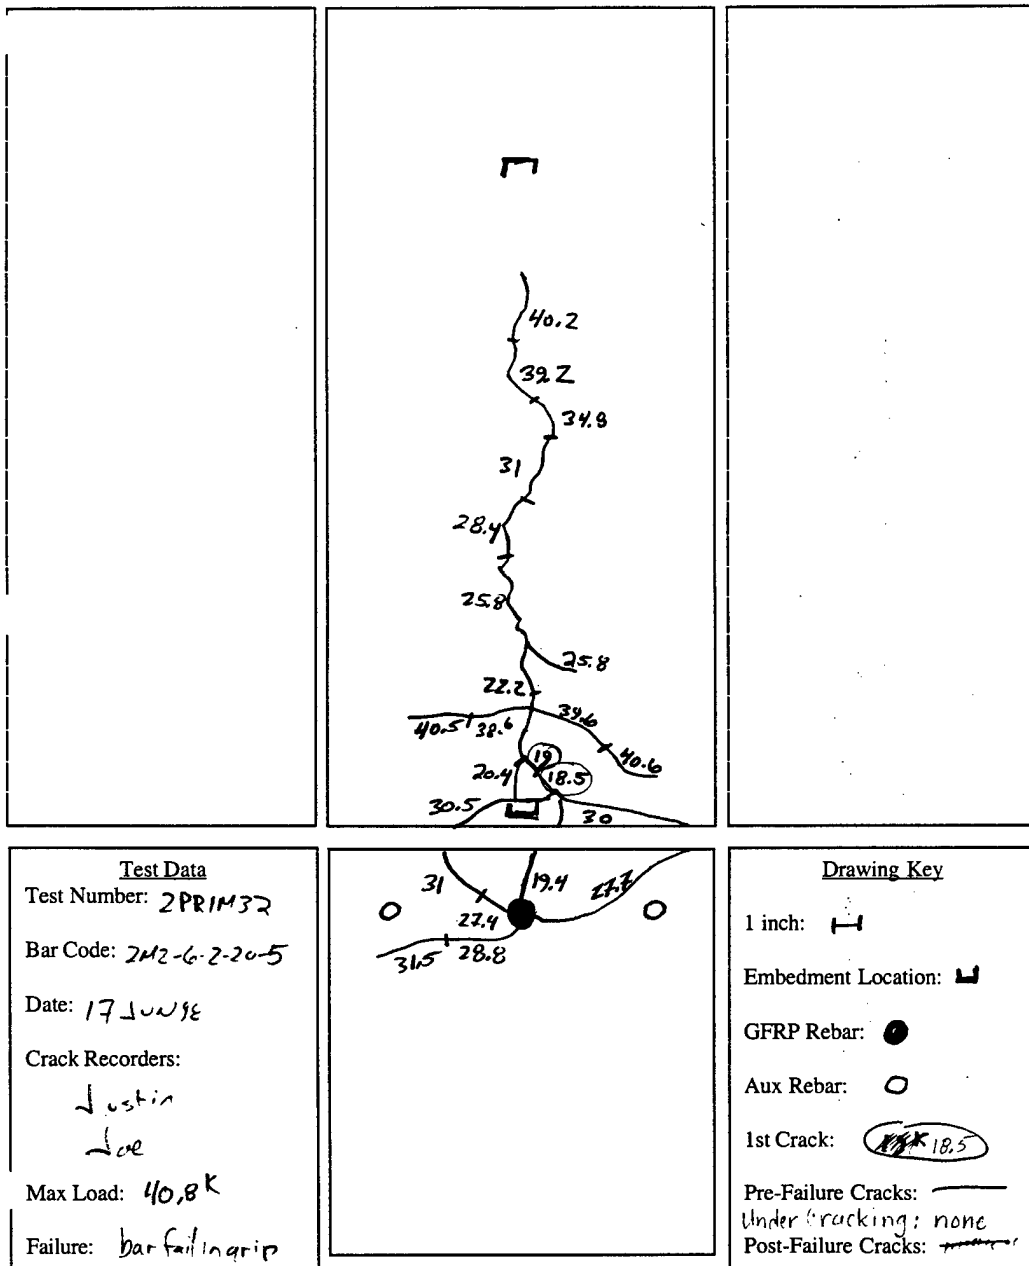 40.2
39.2
34.8
31
28.4
25.8
25.8
22.2
40.5 38.6 39.6
40.6
19
20.4 18.5
30.5 30
Test Data
Test Number: 2PRIM32
Bar Code: 2M2-6-2-20-5
Date: 17 JUN 98
Crack Recorders:
Justin
Joe
Max Load: 40.8 K
Failure: bar fail in grip
31 19.4 27.7
27.4
31.5 28.8
Drawing Key
1 inch:
Embedment Location:
GFRP Rebar:
Aux Rebar:
1st Crack: 18.5
Pre-Failure Cracks:
Under Cracking: none
Post-Failure Cracks: